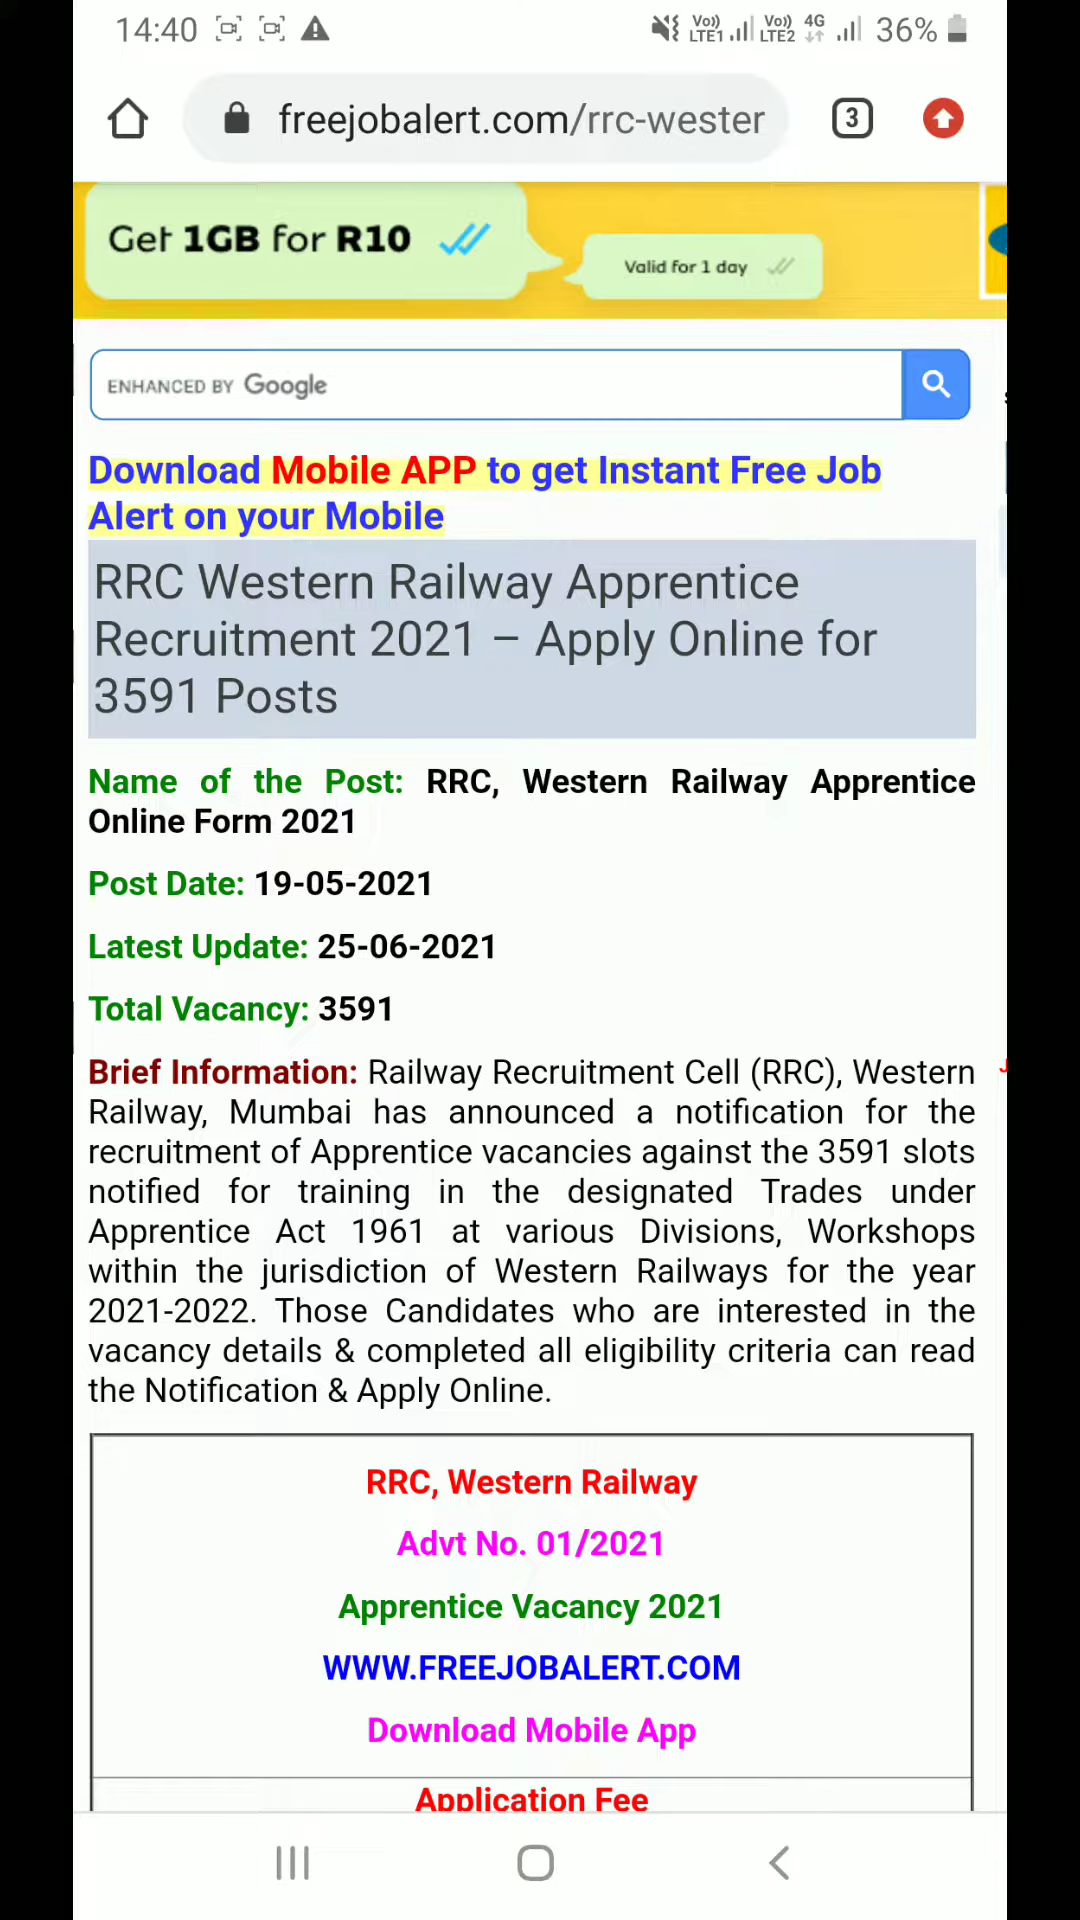 14:40 Vo)) LTE1 Vo)) LTE2 4G 36%
freejobalert.com/rrc-wester 3
Get 1GB for R10
Valid for 1 day
ENHANCED BY Google
Download Mobile APP to get Instant Free Job
Alert on your Mobile
RRC Western Railway Apprentice
Recruitment 2021 – Apply Online for
3591 Posts
Name of the Post: RRC, Western Railway Apprentice
Online Form 2021
Post Date: 19-05-2021
Latest Update: 25-06-2021
Total Vacancy: 3591
Brief Information: Railway Recruitment Cell (RRC), Western
Railway, Mumbai has announced a notification for the
recruitment of Apprentice vacancies against the 3591 slots
notified for training in the designated Trades under
Apprentice Act 1961 at various Divisions, Workshops
within the jurisdiction of Western Railways for the year
2021-2022. Those Candidates who are interested in the
vacancy details & completed all eligibility criteria can read
the Notification & Apply Online.
RRC, Western Railway
Advt No. 01/2021
Apprentice Vacancy 2021
WWW.FREEJOBALERT.COM
Download Mobile App
Application Fee